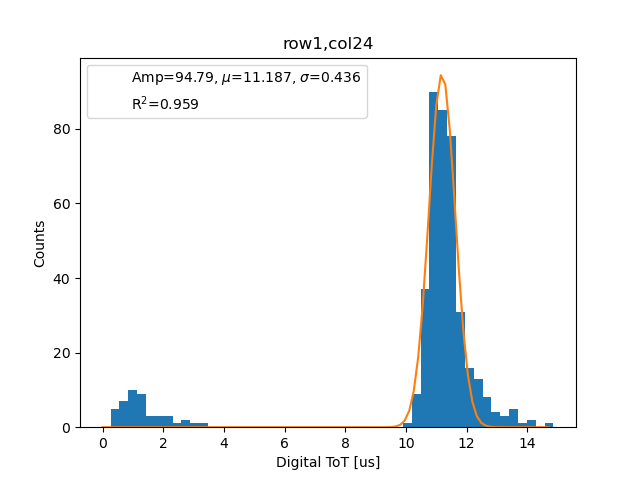 row1,col24
Amp=94.79, μ=11.187, σ=0.436
R²=0.959
Counts
80
60
40
20
0
0 2 4 6 8 10 12 14
Digital ToT [us]